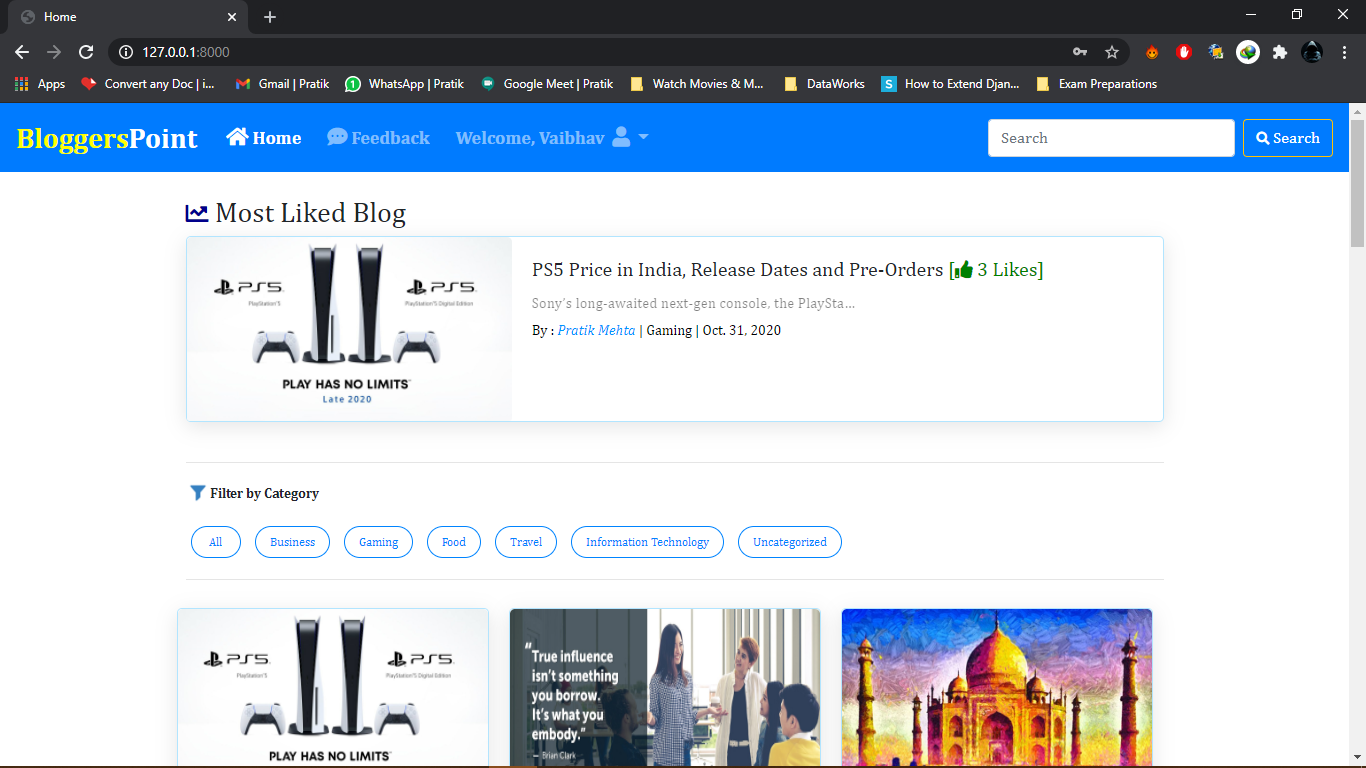 Home
127.0.0.1:8000
Apps
Convert any Doc | i...
Gmail | Pratik
WhatsApp | Pratik
Google Meet | Pratik
Watch Movies & M...
DataWorks
S
How to Extend Djan...
Exam Preparations
BloggersPoint
Home
Feedback
Welcome, Vaibhav
Search
Search
Most Liked Blog
PS5
PlayStation 5
PS5
PlayStation 5 Digital Edition
PLAY HAS NO LIMITS™
Late 2020
PS5 Price in India, Release Dates and Pre-Orders [3 Likes]
Sony's long-awaited next-gen console, the PlaySta...
By : Pratik Mehta | Gaming | Oct. 31, 2020
Filter by Category
All
Business
Gaming
Food
Travel
Information Technology
Uncategorized
PS5
PlayStation 5
PS5
PlayStation 5 Digital Edition
PLAY HAS NO LIMITS™
“True influence
isn't something
you borrow.
It's what you
embody.”
— Brian Clark